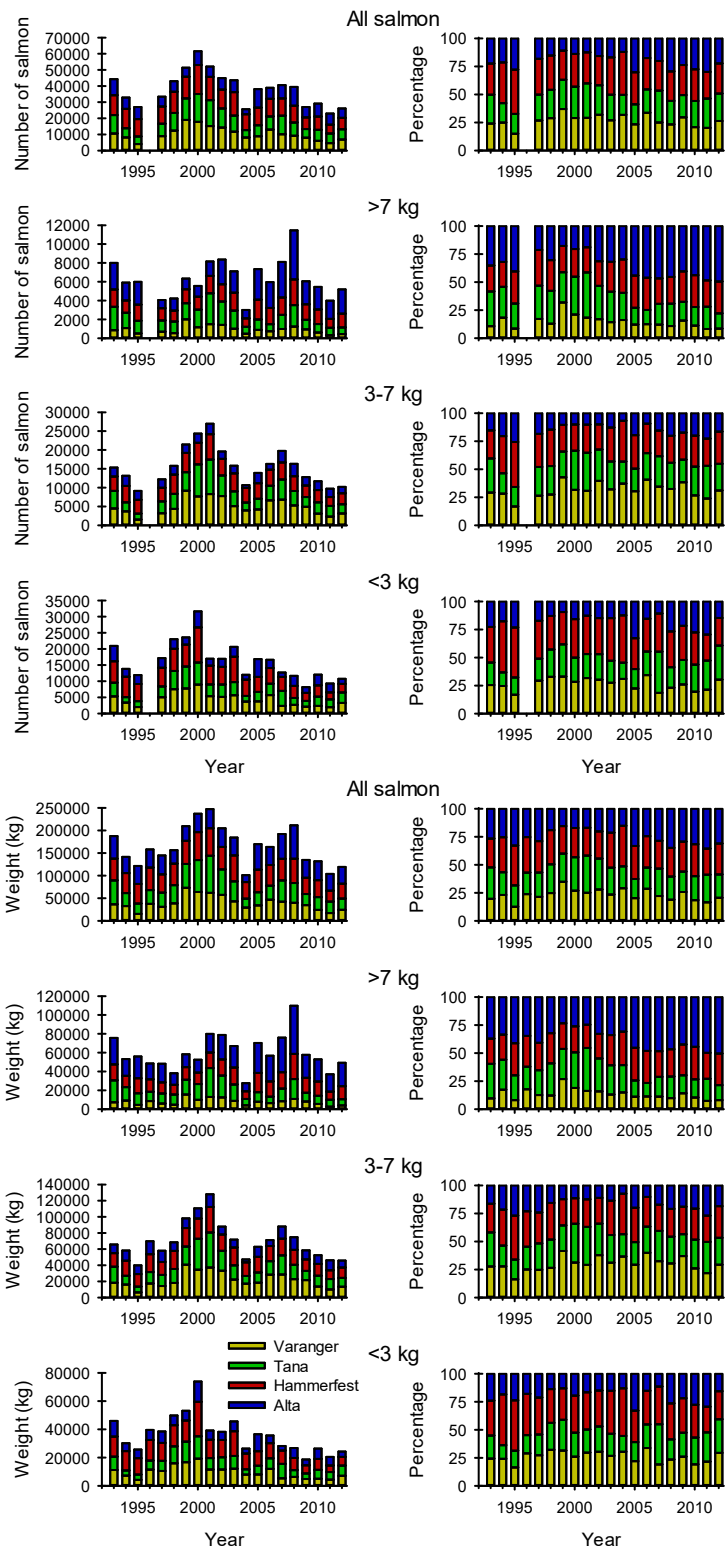 All salmon
Number of salmon
70000
60000
50000
40000
30000
20000
10000
0
1995 2000 2005 2010
Percentage
100
75
50
25
0
1995 2000 2005 2010
>7 kg
Number of salmon
12000
10000
8000
6000
4000
2000
0
1995 2000 2005 2010
Percentage
100
75
50
25
0
1995 2000 2005 2010
3-7 kg
Number of salmon
30000
25000
20000
15000
10000
5000
0
1995 2000 2005 2010
Percentage
100
75
50
25
0
1995 2000 2005 2010
<3 kg
Number of salmon
35000
30000
25000
20000
15000
10000
5000
0
1995 2000 2005 2010
Year
Percentage
100
75
50
25
0
1995 2000 2005 2010
Year
All salmon
Weight (kg)
250000
200000
150000
100000
50000
0
1995 2000 2005 2010
Percentage
100
75
50
25
0
1995 2000 2005 2010
>7 kg
Weight (kg)
120000
100000
80000
60000
40000
20000
0
1995 2000 2005 2010
Percentage
100
75
50
25
0
1995 2000 2005 2010
3-7 kg
Weight (kg)
140000
120000
100000
80000
60000
40000
20000
0
1995 2000 2005 2010
Percentage
100
75
50
25
0
1995 2000 2005 2010
Varanger
Tana
Hammerfest
Alta
<3 kg
Weight (kg)
80000
60000
40000
20000
0
1995 2000 2005 2010
Year
Percentage
100
75
50
25
0
1995 2000 2005 2010
Year